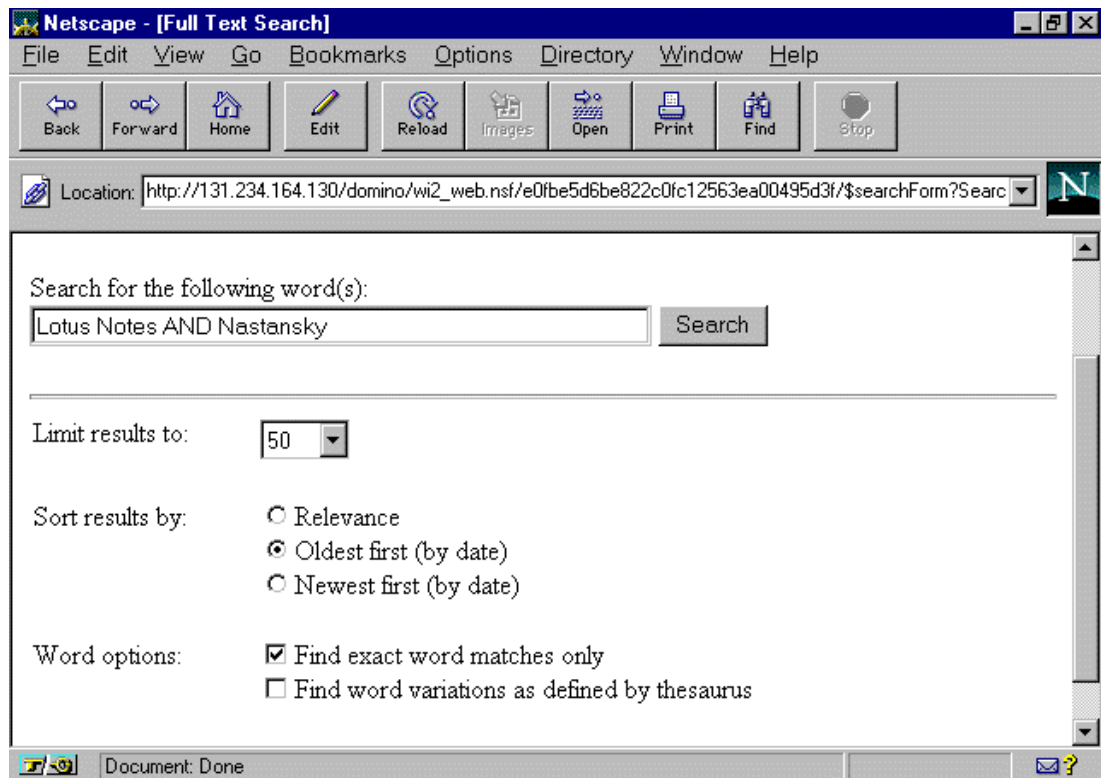 Netscape - [Full Text Search]
File Edit View Go Bookmarks Options Directory Window Help
Back Forward Home Edit Reload Images Open Print Find Stop
Location: http://131.234.164.130/domino/wi2_web.nsf/e0fbe5d6be822c0fc12563ea00495d3f/$searchForm?Searc
N
Search for the following word(s):
Lotus Notes AND Nastansky Search
Limit results to: 50
Sort results by: Relevance
Oldest first (by date)
Newest first (by date)
Word options: Find exact word matches only
Find word variations as defined by thesaurus
Document: Done